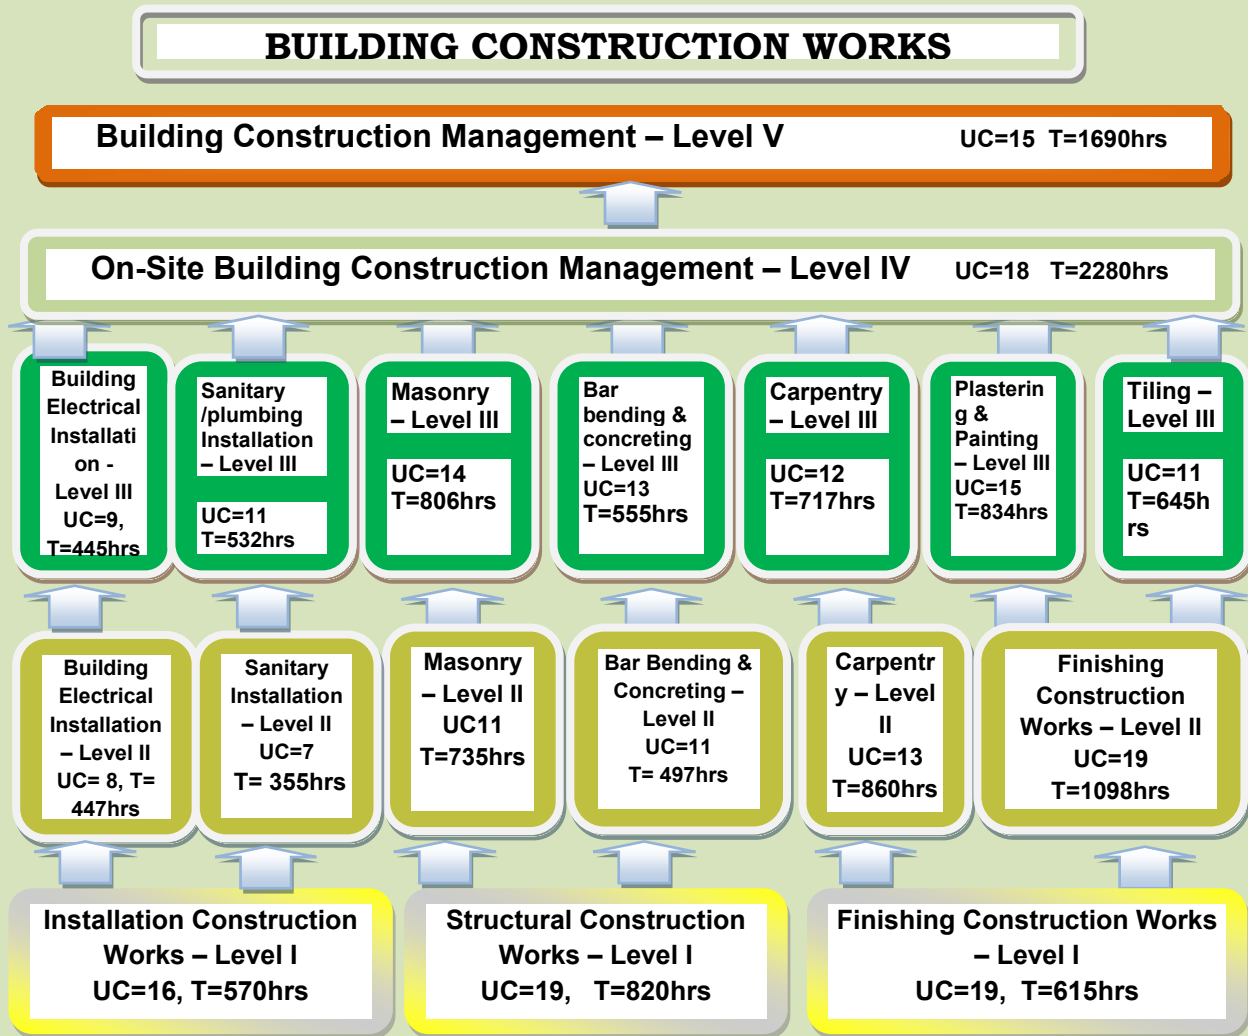 BUILDING CONSTRUCTION WORKS
Building Construction Management – Level V UC=15 T=1690hrs
On-Site Building Construction Management – Level IV UC=18 T=2280hrs
Building
Electrical
Installati
on -
Level III
UC=9,
T=445hrs
Sanitary
/plumbing
Installation
– Level III
UC=11
T=532hrs
Masonry
– Level III
UC=14
T=806hrs
Bar
bending &
concreting
– Level III
UC=13
T=555hrs
Carpentry
– Level III
UC=12
T=717hrs
Plasterin
g &
Painting
– Level III
UC=15
T=834hrs
Tiling –
Level III
UC=11
T=645h
rs
Building
Electrical
Installation
– Level II
UC= 8, T=
447hrs
Sanitary
Installation
– Level II
UC=7
T= 355hrs
Masonry
– Level II
UC11
T=735hrs
Bar Bending &
Concreting –
Level II
UC=11
T= 497hrs
Carpentr
y – Level
II
UC=13
T=860hrs
Finishing
Construction
Works – Level II
UC=19
T=1098hrs
Installation Construction
Works – Level I
UC=16, T=570hrs
Structural Construction
Works – Level I
UC=19, T=820hrs
Finishing Construction Works
– Level I
UC=19, T=615hrs